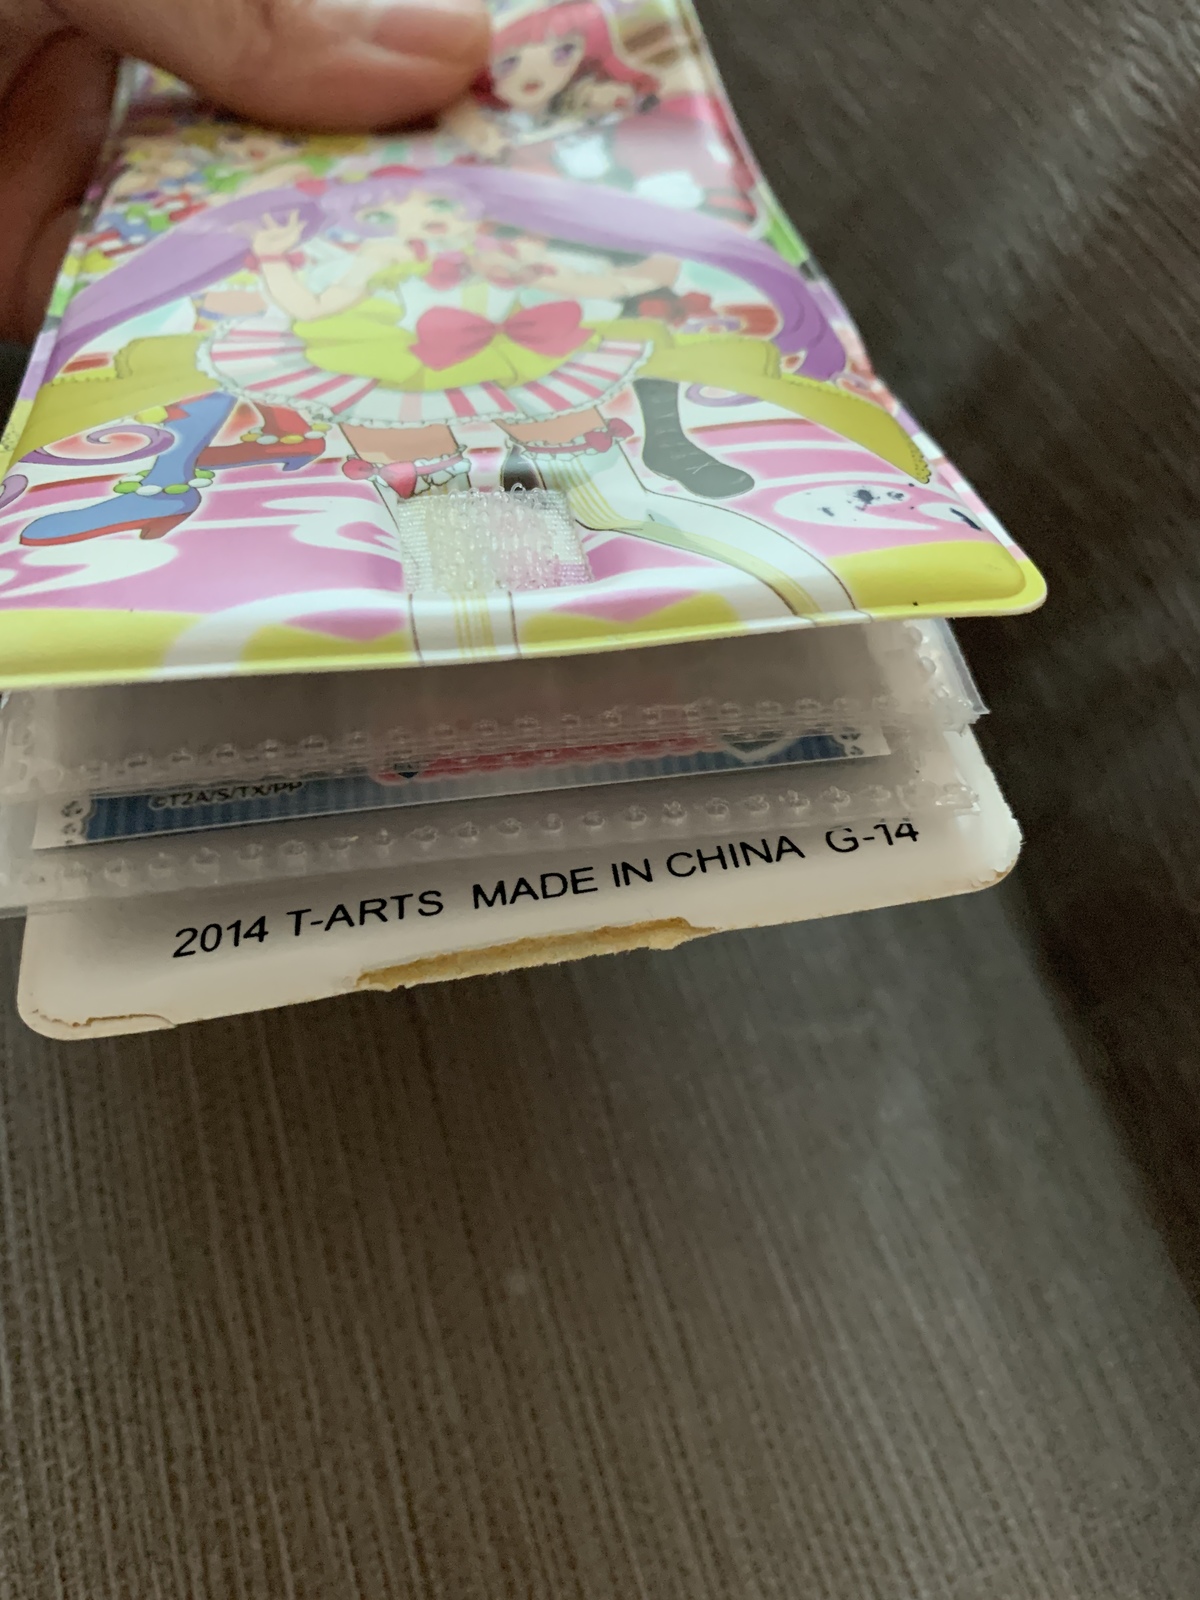 ©T2A/S/TX/PP
2014 T-ARTS MADE IN CHINA G-14